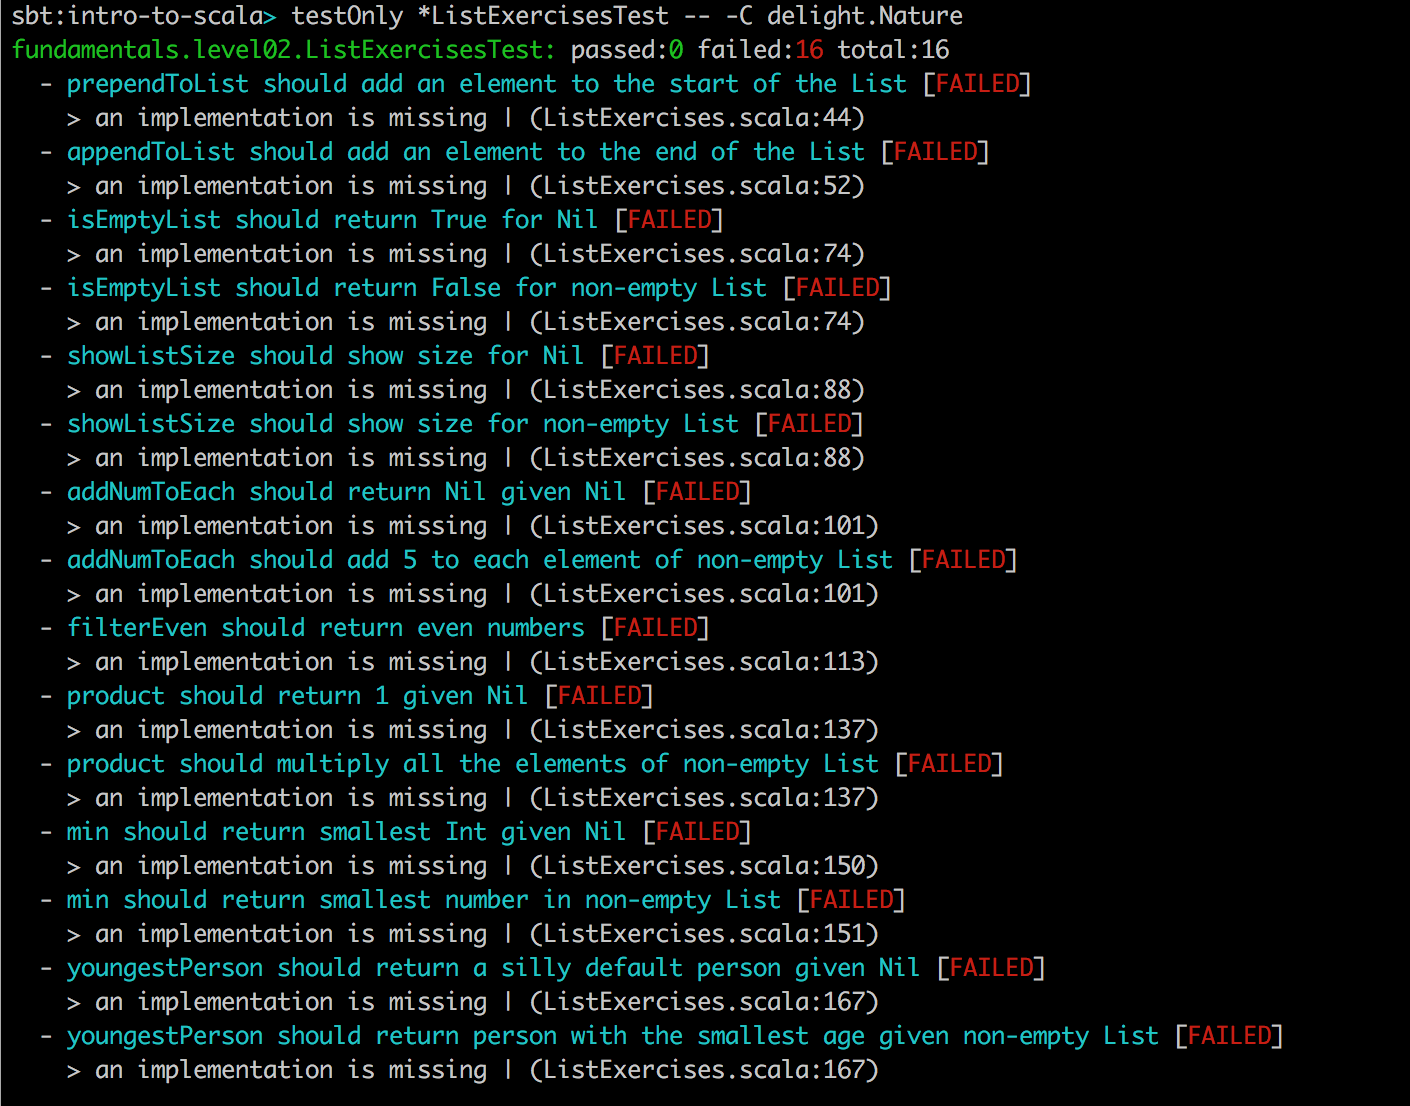 sbt:intro-to-scala> testOnly *ListExercisesTest -- -C delight.Nature
fundamentals.level02.ListExercisesTest: passed:0 failed:16 total:16
- prependToList should add an element to the start of the List [FAILED]
> an implementation is missing | (ListExercises.scala:44)
- appendToList should add an element to the end of the List [FAILED]
> an implementation is missing | (ListExercises.scala:52)
- isEmptyList should return True for Nil [FAILED]
> an implementation is missing | (ListExercises.scala:74)
- isEmptyList should return False for non-empty List [FAILED]
> an implementation is missing | (ListExercises.scala:74)
- showListSize should show size for Nil [FAILED]
> an implementation is missing | (ListExercises.scala:88)
- showListSize should show size for non-empty List [FAILED]
> an implementation is missing | (ListExercises.scala:88)
- addNumToEach should return Nil given Nil [FAILED]
> an implementation is missing | (ListExercises.scala:101)
- addNumToEach should add 5 to each element of non-empty List [FAILED]
> an implementation is missing | (ListExercises.scala:101)
- filterEven should return even numbers [FAILED]
> an implementation is missing | (ListExercises.scala:113)
- product should return 1 given Nil [FAILED]
> an implementation is missing | (ListExercises.scala:137)
- product should multiply all the elements of non-empty List [FAILED]
> an implementation is missing | (ListExercises.scala:137)
- min should return smallest Int given Nil [FAILED]
> an implementation is missing | (ListExercises.scala:150)
- min should return smallest number in non-empty List [FAILED]
> an implementation is missing | (ListExercises.scala:151)
- youngestPerson should return a silly default person given Nil [FAILED]
> an implementation is missing | (ListExercises.scala:167)
- youngestPerson should return person with the smallest age given non-empty List [FAILED]
> an implementation is missing | (ListExercises.scala:167)